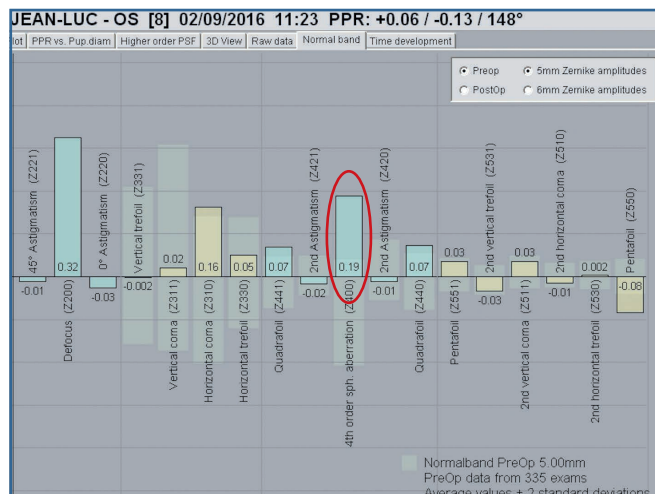 JEAN-LUC - OS [8] 02/09/2016 11:23 PPR: +0.06 / -0.13 / 148°
lot PPR vs. Pup.diam Higher order PSF 3D View Raw data Normal band Time development
Preop 5mm Zernike amplitudes
PostOp 6mm Zernike amplitudes
45° Astigmatism (Z221)
-0.01
Defocus (Z200)
0.32
0° Astigmatism (Z220)
-0.03
Vertical trefoil (Z331)
-0.002
Vertical coma (Z311)
0.02
Horizontal coma (Z310)
0.16
Horizontal trefoil (Z330)
0.05
Quadrafoil (Z441)
0.07
2nd Astigmatism (Z421)
-0.02
4th order sph. aberration (Z400)
0.19
2nd Astigmatism (Z420)
-0.01
Quadrafoil (Z440)
0.07
Pentafoil (Z551)
0.03
2nd vertical trefoil (Z531)
-0.03
2nd vertical coma (Z511)
0.03
2nd horizontal coma (Z510)
-0.01
2nd horizontal trefoil (Z530)
0.002
Pentafoil (Z550)
-0.08
Normalband PreOp 5.00mm
PreOp data from 335 exams
Average values ± 2 standard deviations